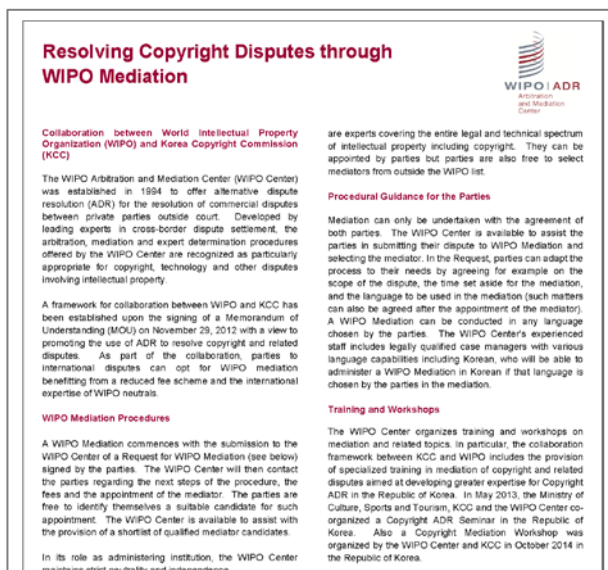 Resolving Copyright Disputes through
WIPO Mediation
WIPO | ADR
Arbitration
and Mediation
Center
Collaboration between World Intellectual Property
Organization (WIPO) and Korea Copyright Commission
(KCC)
The WIPO Arbitration and Mediation Center (WIPO Center)
was established in 1994 to offer alternative dispute
resolution (ADR) for the resolution of commercial disputes
between private parties outside court. Developed by
leading experts in cross-border dispute settlement, the
arbitration, mediation and expert determination procedures
offered by the WIPO Center are recognized as particularly
appropriate for copyright, technology and other disputes
involving intellectual property.
A framework for collaboration between WIPO and KCC has
been established upon the signing of a Memorandum of
Understanding (MOU) on November 29, 2012 with a view to
promoting the use of ADR to resolve copyright and related
disputes. As part of the collaboration, parties to
international disputes can opt for WIPO mediation
benefitting from a reduced fee scheme and the international
expertise of WIPO neutrals.
WIPO Mediation Procedures
A WIPO Mediation commences with the submission to the
WIPO Center of a Request for WIPO Mediation (see below)
signed by the parties. The WIPO Center will then contact
the parties regarding the next steps of the procedure, the
fees and the appointment of the mediator. The parties are
free to identify themselves a suitable candidate for such
appointment. The WIPO Center is available to assist with
the provision of a shortlist of qualified mediator candidates.
In its role as administering institution, the WIPO Center
maintains strict neutrality and independence.
are experts covering the entire legal and technical spectrum
of intellectual property including copyright. They can be
appointed by parties but parties are also free to select
mediators from outside the WIPO list.
Procedural Guidance for the Parties
Mediation can only be undertaken with the agreement of
both parties. The WIPO Center is available to assist the
parties in submitting their dispute to WIPO Mediation and
selecting the mediator. In the Request, parties can adapt the
process to their needs by agreeing for example on the
scope of the dispute, the time set aside for the mediation,
and the language to be used in the mediation (such matters
can also be agreed after the appointment of the mediator).
A WIPO Mediation can be conducted in any language
chosen by the parties. The WIPO Center's experienced
staff includes legally qualified case managers with various
language capabilities including Korean, who will be able to
administer a WIPO Mediation in Korean if that language is
chosen by the parties in the mediation.
Training and Workshops
The WIPO Center organizes training and workshops on
mediation and related topics. In particular, the collaboration
framework between KCC and WIPO includes the provision
of specialized training in mediation of copyright and related
disputes aimed at developing greater expertise for Copyright
ADR in the Republic of Korea. In May 2013, the Ministry of
Culture, Sports and Tourism, KCC and the WIPO Center co-
organized a Copyright ADR Seminar in the Republic of
Korea. Also a Copyright Mediation Workshop was
organized by the WIPO Center and KCC in October 2014 in
the Republic of Korea.